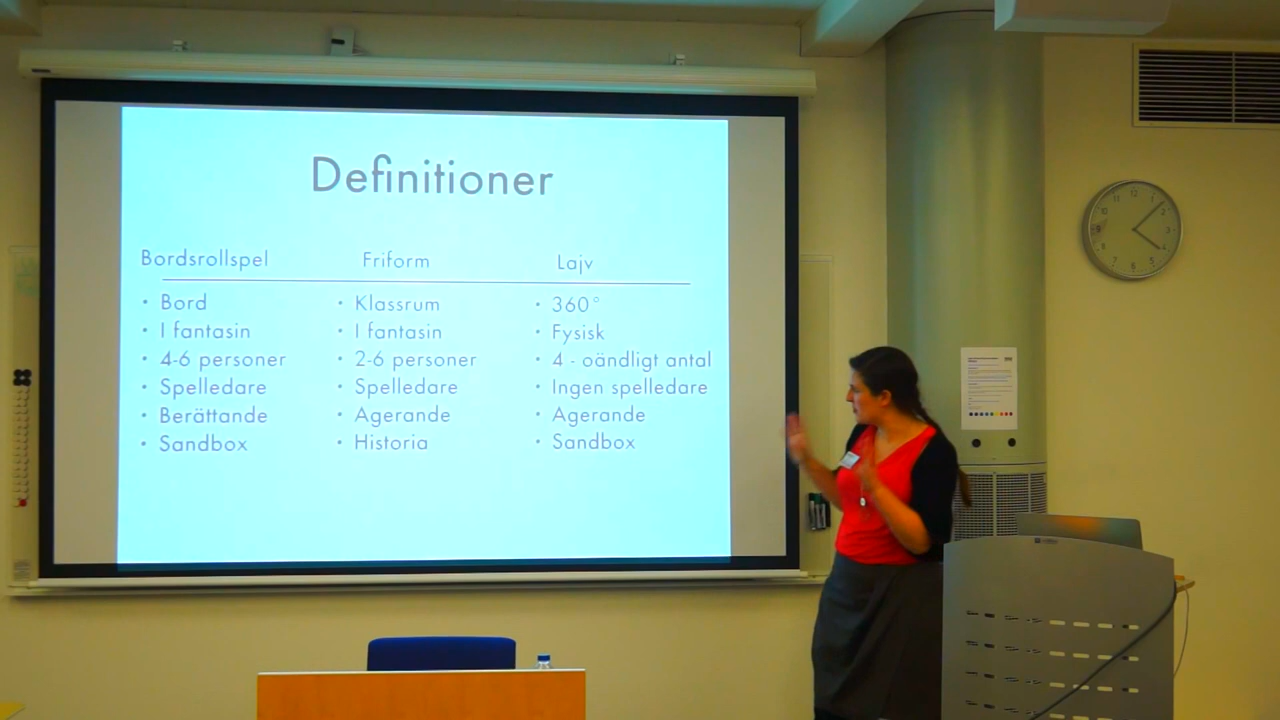 Definitioner
Bordsrollspel Friform Lajv
• Bord • Klassrum • 360°
• I fantasin • I fantasin • Fysisk
• 4-6 personer • 2-6 personer • 4 - oändligt antal
• Spelledare • Spelledare • Ingen spelledare
• Berättande • Agerande • Agerande
• Sandbox • Historia • Sandbox